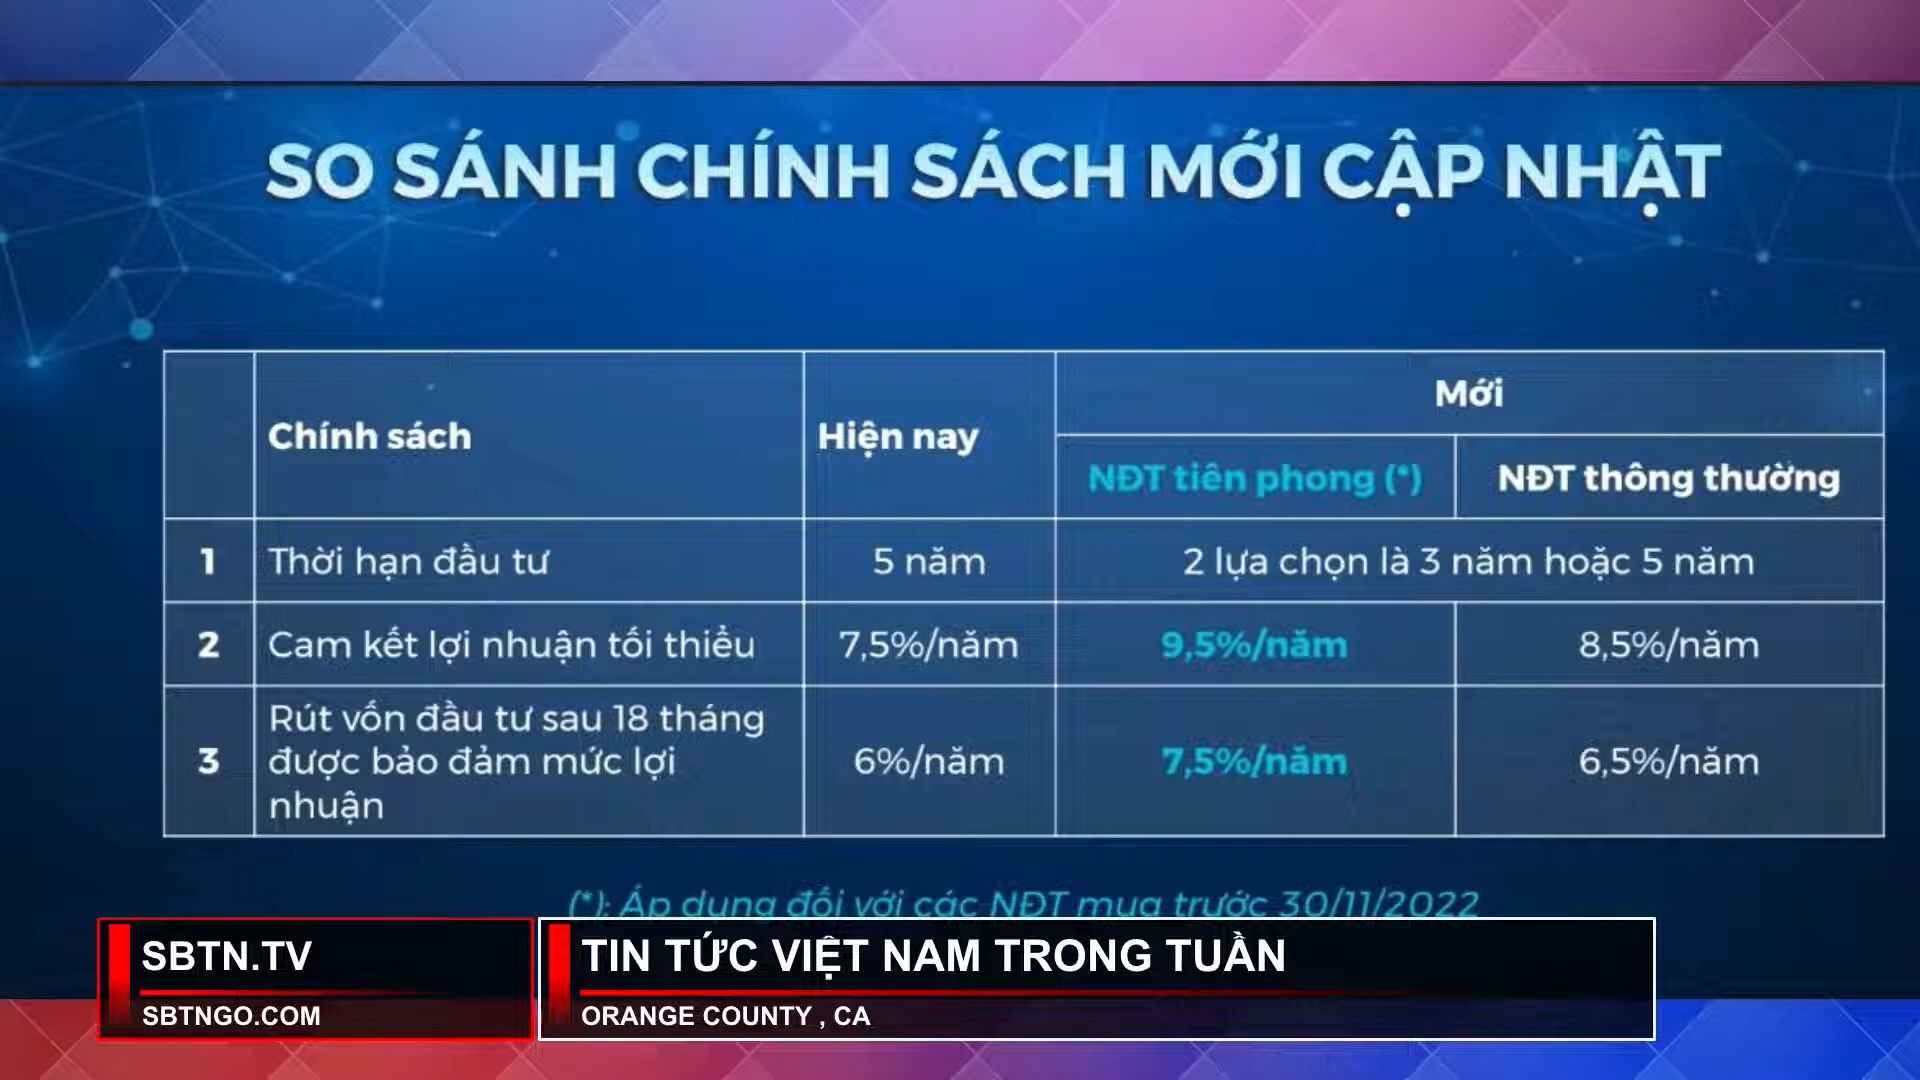 SO SÁNH CHÍNH SÁCH MỚI CẬP NHẬT
Chính sách
Hiện nay
Mới
NĐT tiên phong (*)
NĐT thông thường
1
Thời hạn đầu tư
5 năm
2 lựa chọn là 3 năm hoặc 5 năm
2
Cam kết lợi nhuận tối thiểu
7,5%/năm
9,5%/năm
8,5%/năm
3
Rút vốn đầu tư sau 18 tháng
được bảo đảm mức lợi
nhuận
6%/năm
7,5%/năm
6,5%/năm
(*): Áp dụng đối với các NĐT mua trước 30/11/2022
SBTN.TV
SBTNGO.COM
TIN TỨC VIỆT NAM TRONG TUẦN
ORANGE COUNTY , CA